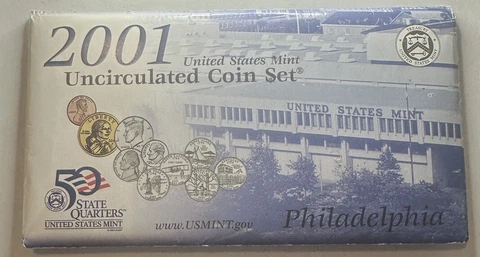 2001
United States Mint
Uncirculated Coin Set®
UNITED STATES MINT
50
STATE
QUARTERS™
UNITED STATES MINT
www.USMINT.gov
Philadelphia